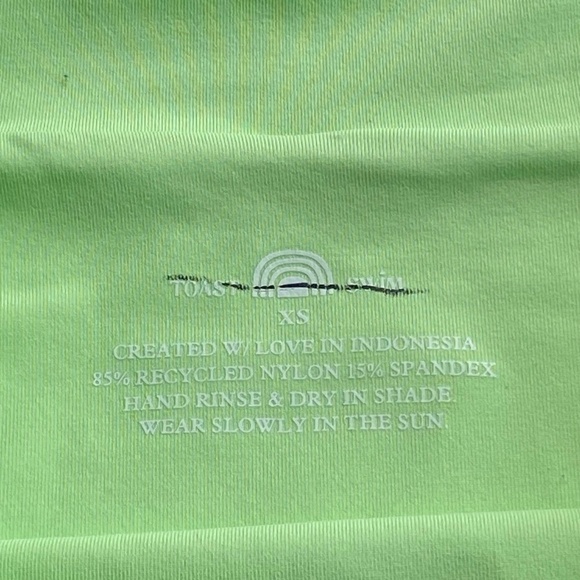 TOAST SWIM
XS
CREATED W/ LOVE IN INDONESIA
85% RECYCLED NYLON 15% SPANDEX
HAND RINSE & DRY IN SHADE.
WEAR SLOWLY IN THE SUN.